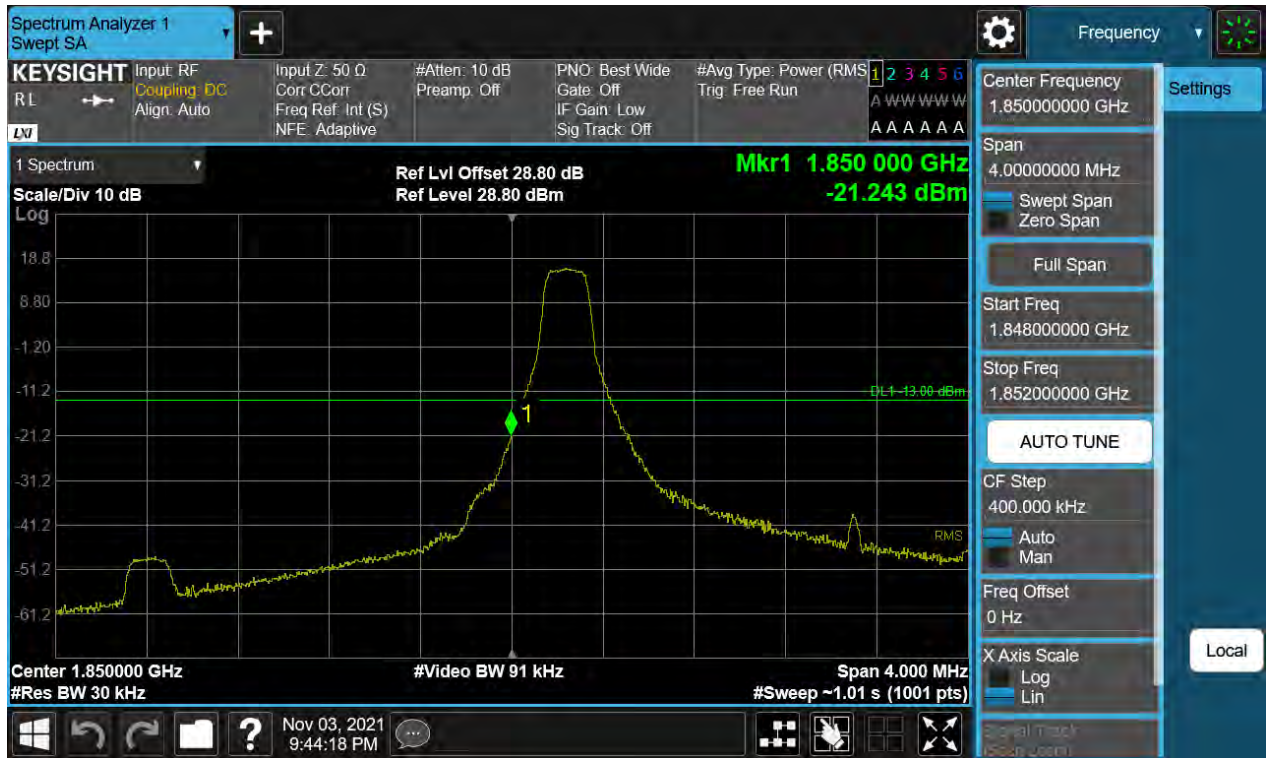 Spectrum Analyzer 1
Swept SA
Frequency
KEYSIGHT
RL
LXI
Input: RF
Coupling: DC
Align: Auto
Input Z: 50 Ω
Corr CCorr
Freq Ref: Int (S)
NFE: Adaptive
#Atten: 10 dB
Preamp: Off
PNO: Best Wide
Gate: Off
IF Gain: Low
Sig Track: Off
#Avg Type: Power (RMS
Trig: Free Run
1 2 3 4 5 6
A W W W W W
A A A A A A
1 Spectrum
Scale/Div 10 dB
Log
Ref Lvl Offset 28.80 dB
Ref Level 28.80 dBm
Mkr1 1.850 000 GHz
-21.243 dBm
18.8
8.80
-1.20
-11.2
-21.2
-31.2
-41.2
-51.2
-61.2
DL1 -13.00 dBm
1
RMS
Center 1.850000 GHz
#Res BW 30 kHz
#Video BW 91 kHz
Span 4.000 MHz
#Sweep ~1.01 s (1001 pts)
Center Frequency
1.850000000 GHz
Span
4.00000000 MHz
Swept Span
Zero Span
Full Span
Start Freq
1.848000000 GHz
Stop Freq
1.852000000 GHz
AUTO TUNE
CF Step
400.000 kHz
Auto
Man
Freq Offset
0 Hz
X Axis Scale
Log
Lin
Settings
Local
?
Nov 03, 2021
9:44:18 PM